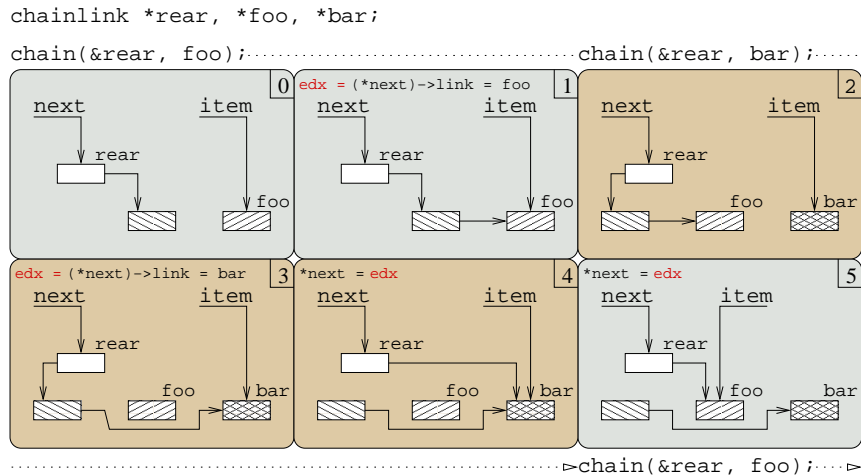 chainlink *rear, *foo, *bar;
chain(&rear, foo); chain(&rear, bar);
0
next item
rear
foo
edx = (*next)->link = foo 1
next item
rear
foo
2
next item
rear
foo bar
edx = (*next)->link = bar 3
next item
rear
foo bar
*next = edx 4
next item
rear
foo bar
*next = edx 5
next item
rear
foo bar
chain(&rear, foo);